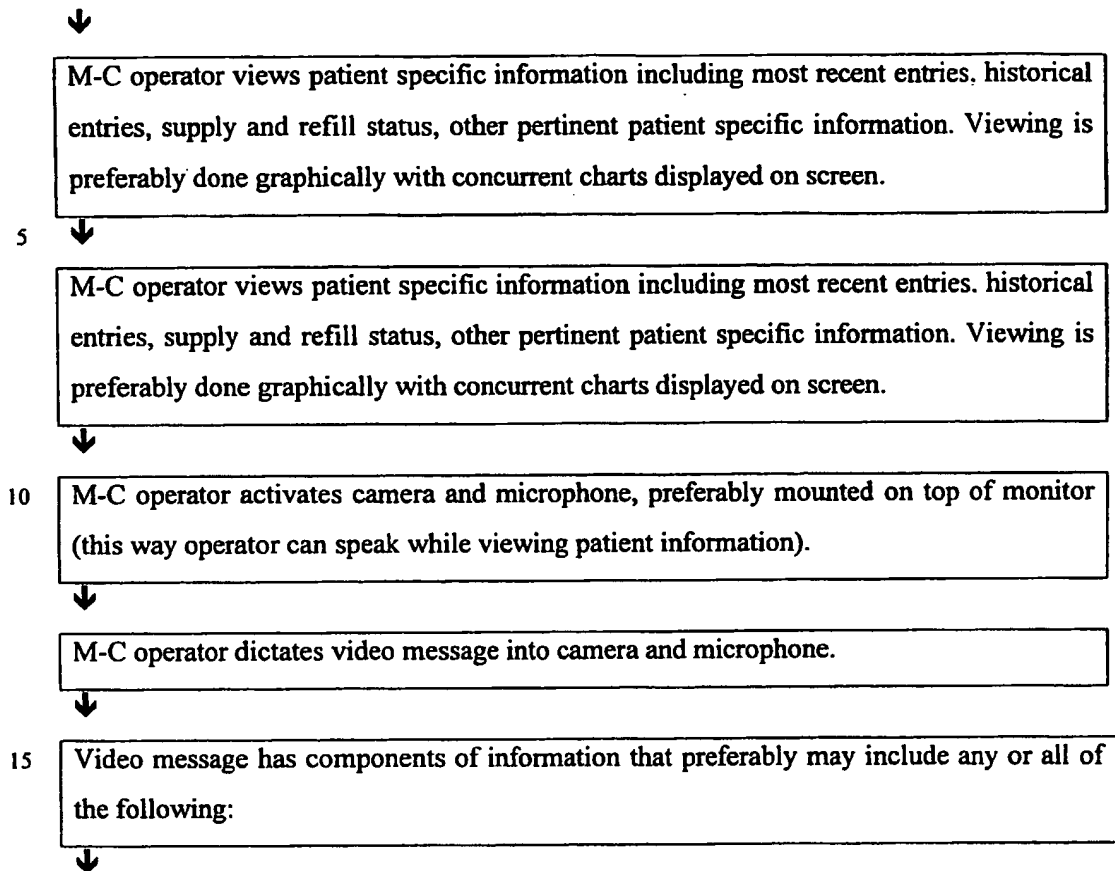 M-C operator views patient specific information including most recent entries. historical
entries, supply and refill status, other pertinent patient specific information. Viewing is
preferably done graphically with concurrent charts displayed on screen.
5
M-C operator views patient specific information including most recent entries. historical
entries, supply and refill status, other pertinent patient specific information. Viewing is
preferably done graphically with concurrent charts displayed on screen.
10 M-C operator activates camera and microphone, preferably mounted on top of monitor
(this way operator can speak while viewing patient information).
M-C operator dictates video message into camera and microphone.
15 Video message has components of information that preferably may include any or all of
the following: